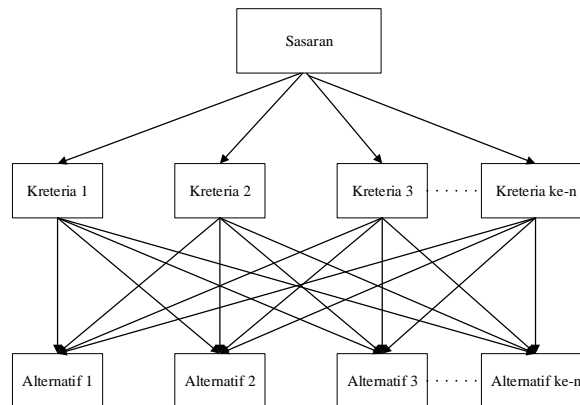 Sasaran
Kreteria 1
Kreteria 2
Kreteria 3
. . . . . .
Kreteria ke-n
Alternatif 1
Alternatif 2
Alternatif 3
. . . . . .
Alternatif ke-n